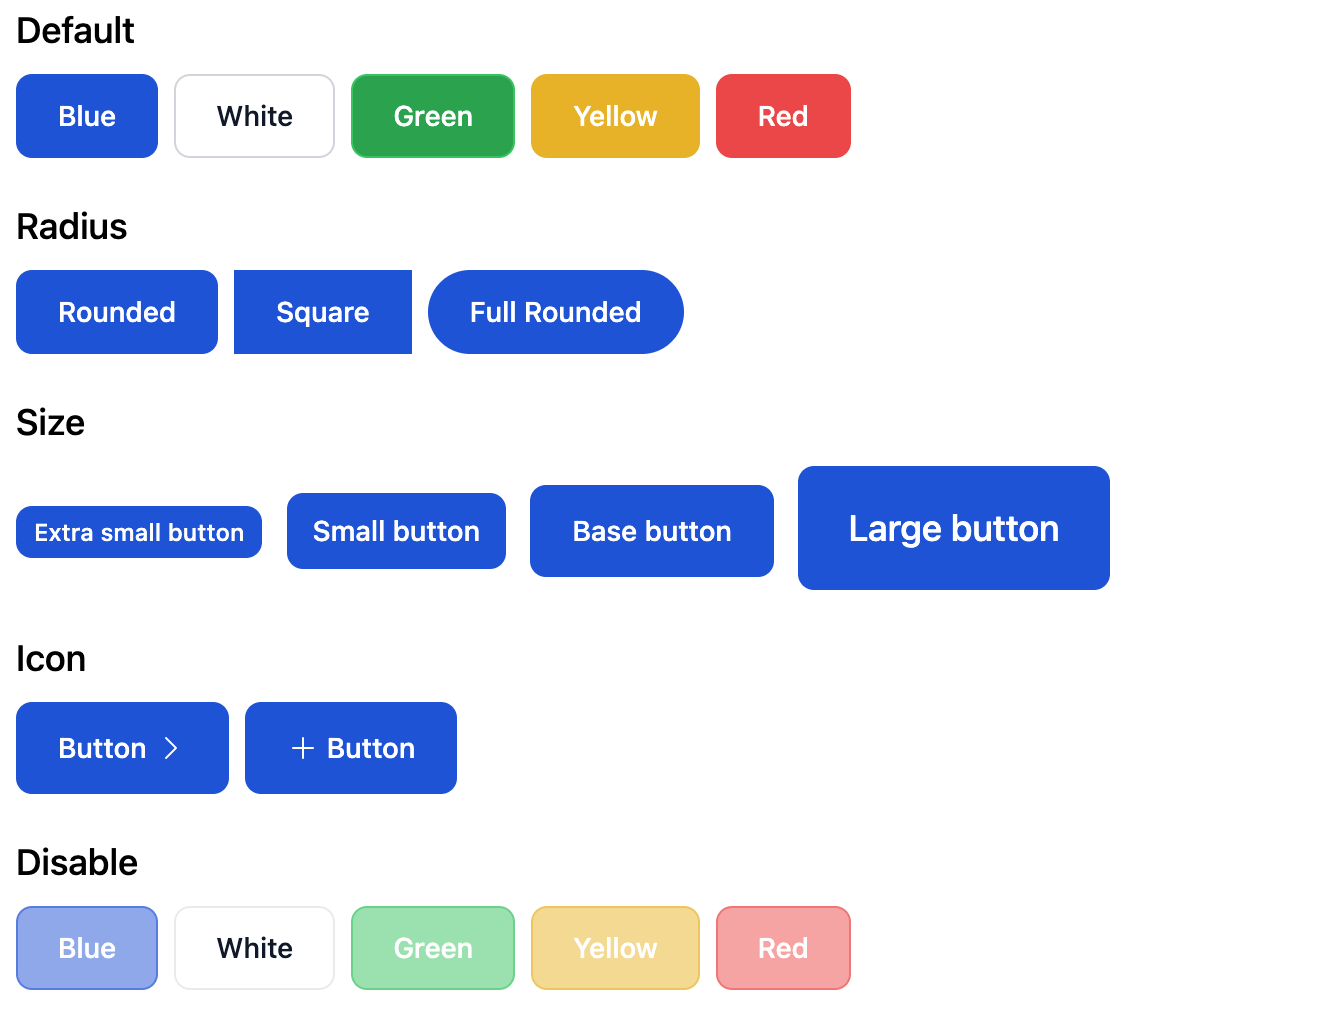 Default
Blue White Green Yellow Red
Radius
Rounded Square Full Rounded
Size
Extra small button Small button Base button Large button
Icon
Button Button
Disable
Blue White Green Yellow Red